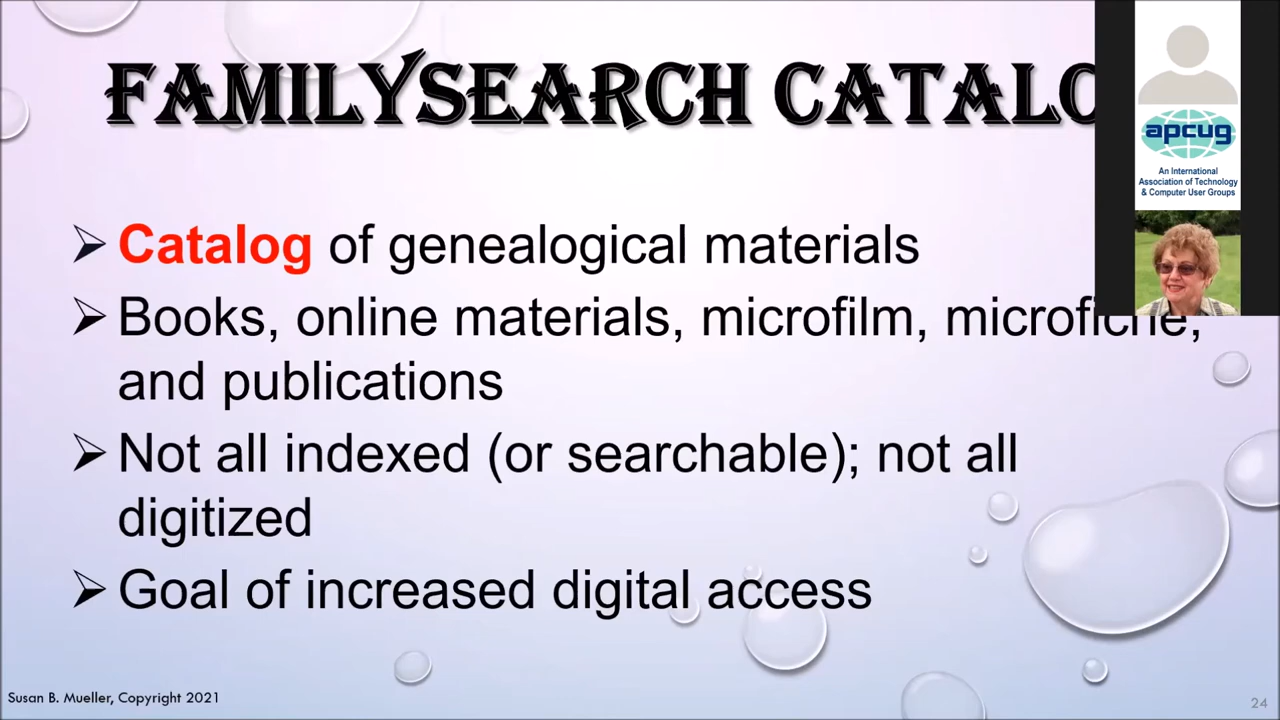 FAMILYSEARCH CATALO
apcug
An International
Association of Technology
& Computer User Groups
➢ Catalog of genealogical materials
➢ Books, online materials, microfilm, microfiche,
and publications
➢ Not all indexed (or searchable); not all
digitized
➢ Goal of increased digital access
Susan B. Mueller, Copyright 2021
24